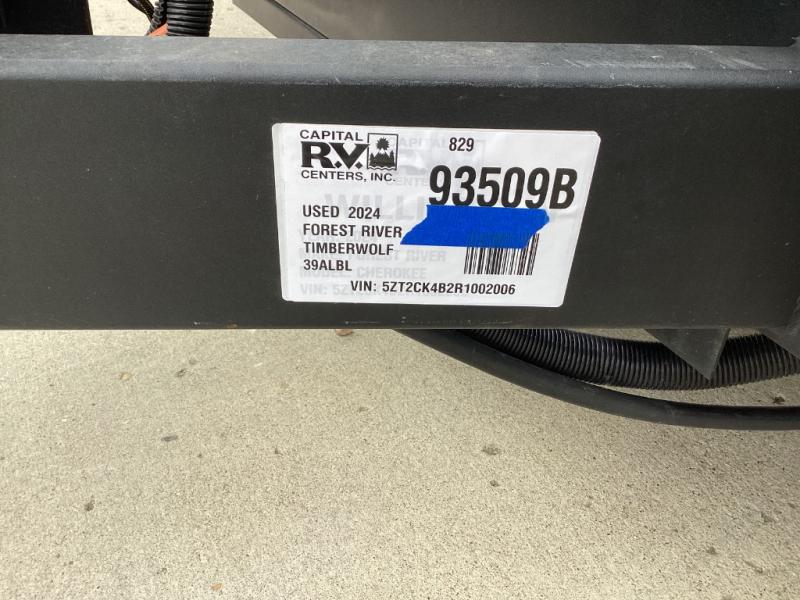 CAPITAL
R.V.
CENTERS, INC.
829
93509B
USED 2024
FOREST RIVER
TIMBERWOLF
39ALBL
VIN: 5ZT2CK4B2R1002006